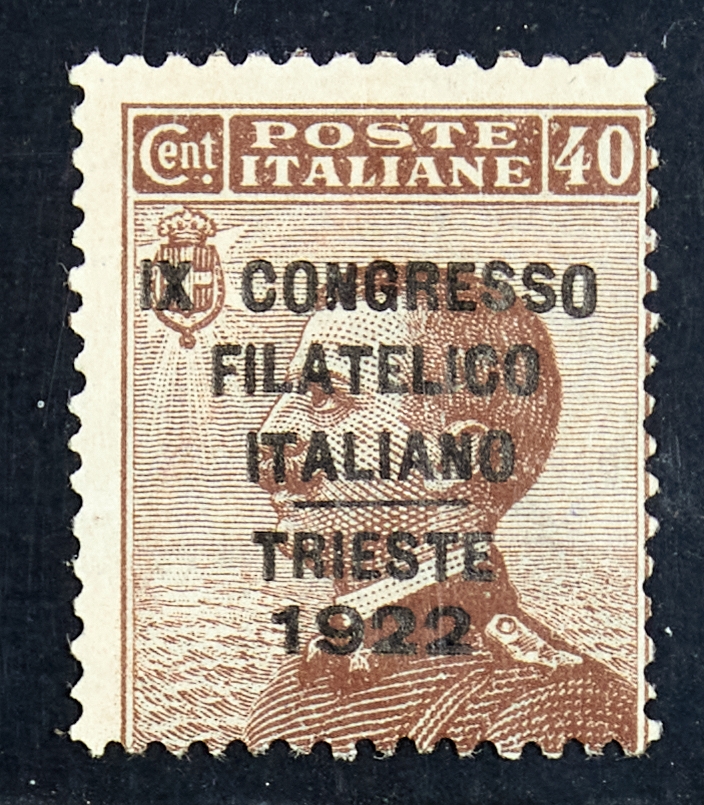 Cent. POSTE ITALIANE 40
IX CONGRESSO
FILATELICO
ITALIANO
TRIESTE
1922